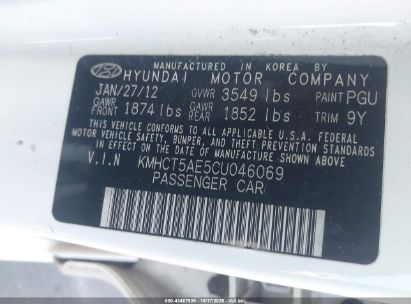 MANUFACTURED IN KOREA BY
HYUNDAI MOTOR COMPANY
JAN/27/12 GVWR 3549 lbs PAINT PGU
GAWR FRONT 1874 lbs GAWR REAR 1852 lbs TRIM 9Y
THIS VEHICLE CONFORMS TO ALL APPLICABLE U.S.A. FEDERAL
MOTOR VEHICLE SAFETY, BUMPER, AND THEFT PREVENTION STANDARDS
IN EFFECT ON THE DATE OF MANUFACTURE SHOWN ABOVE.
V.I.N KMHCT5AE5CU046069
PASSENGER CAR